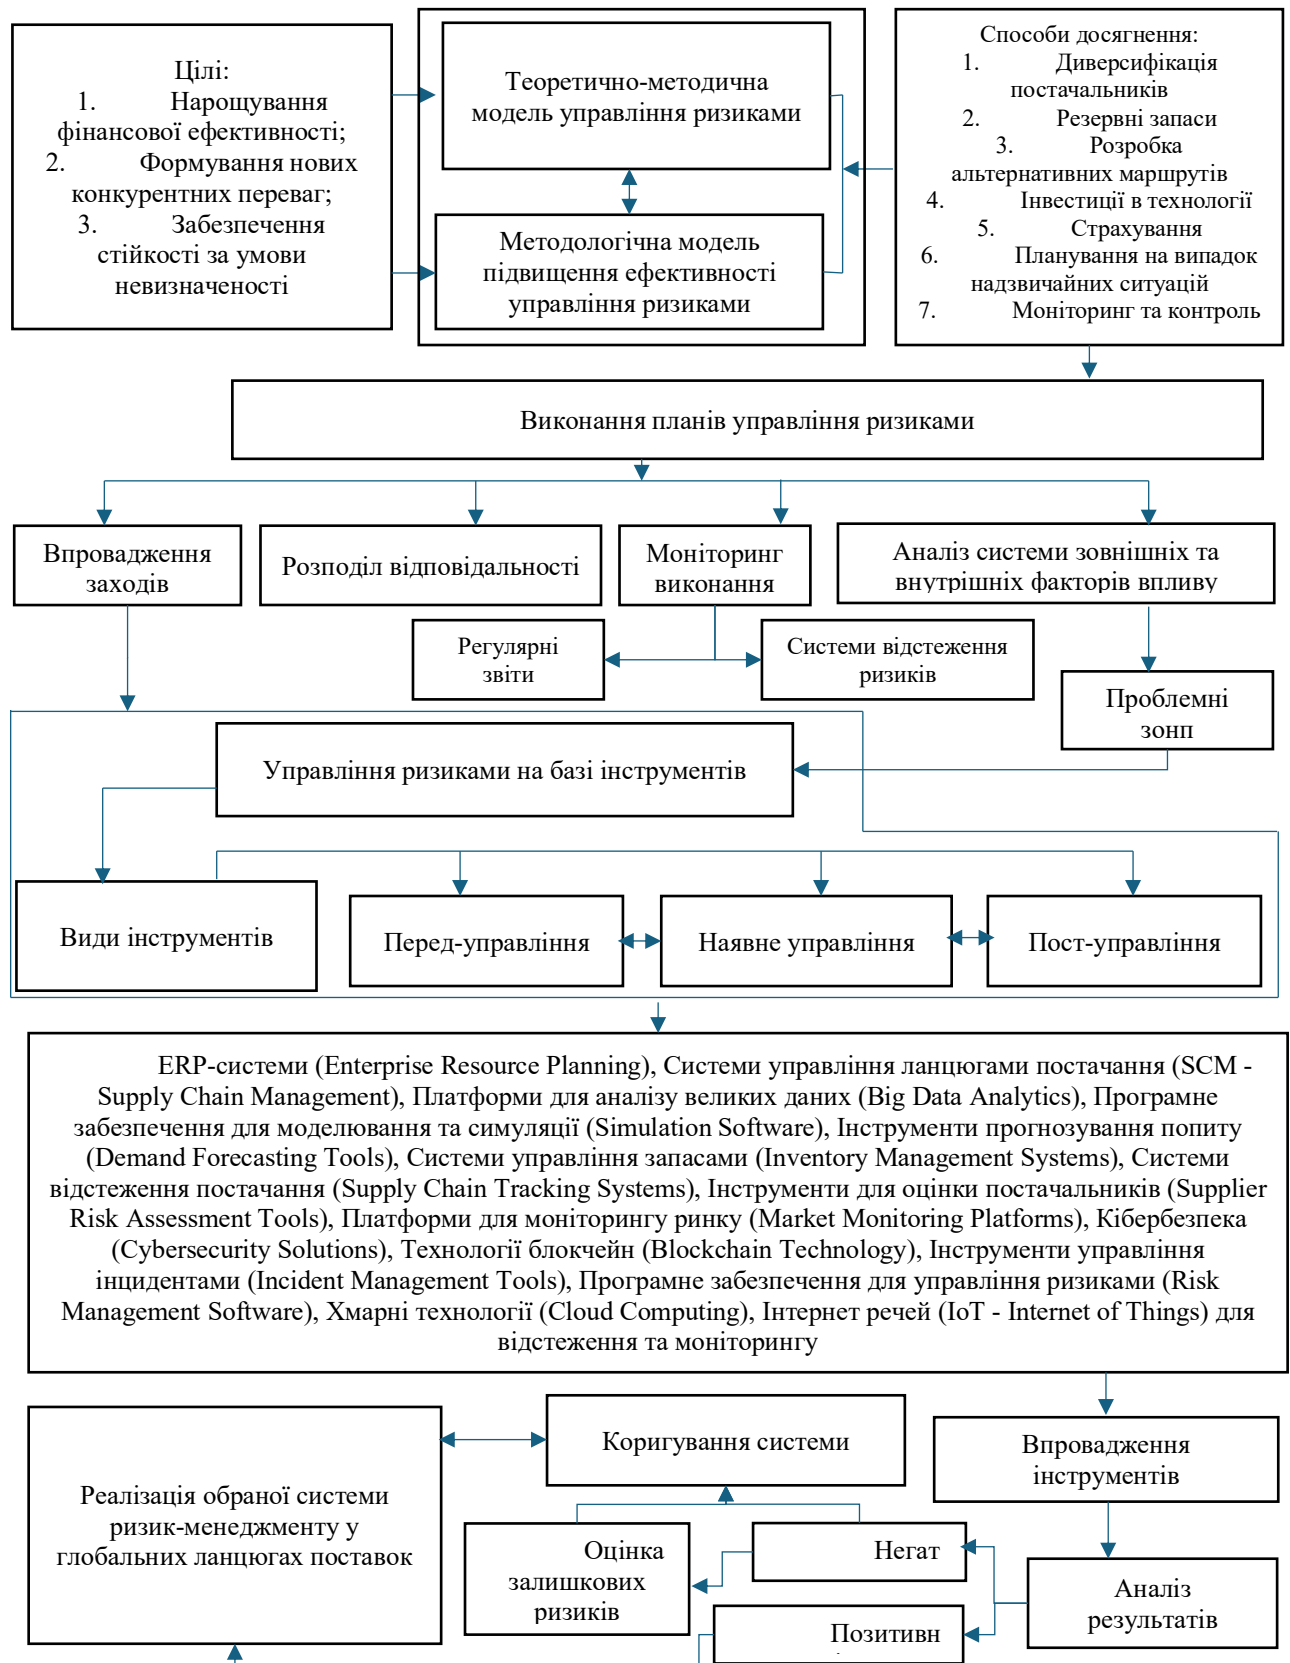 Цілі:
1. Нарощування
фінансової ефективності;
2. Формування нових
конкурентних переваг;
3. Забезпечення
стійкості за умови
невизначеності
Теоретично-методична
модель управління ризиками
Методологічна модель
підвищення ефективності
управління ризиками
Способи досягнення:
1. Диверсифікація
постачальників
2. Резервні запаси
3. Розробка
альтернативних маршрутів
4. Інвестиції в технології
5. Страхування
6. Планування на випадок
надзвичайних ситуацій
7. Моніторинг та контроль
Виконання планів управління ризиками
Впровадження
заходів
Розподіл відповідальності
Моніторинг
виконання
Аналіз системи зовнішніх та
внутрішніх факторів впливу
Регулярні
звіти
Системи відстеження
ризиків
Проблемні
зонп
Управління ризиками на базі інструментів
Види інструментів
Перед-управління
Наявне управління
Пост-управління
ERP-системи (Enterprise Resource Planning), Системи управління ланцюгами постачання (SCM -
Supply Chain Management), Платформи для аналізу великих даних (Big Data Analytics), Програмне
забезпечення для моделювання та симуляції (Simulation Software), Інструменти прогнозування попиту
(Demand Forecasting Tools), Системи управління запасами (Inventory Management Systems), Системи
відстеження постачання (Supply Chain Tracking Systems), Інструменти для оцінки постачальників (Supplier
Risk Assessment Tools), Платформи для моніторингу ринку (Market Monitoring Platforms), Кібербезпека
(Cybersecurity Solutions), Технології блокчейн (Blockchain Technology), Інструменти управління
інцидентами (Incident Management Tools), Програмне забезпечення для управління ризиками (Risk
Management Software), Хмарні технології (Cloud Computing), Інтернет речей (IoT - Internet of Things) для
відстеження та моніторингу
Реалізація обраної системи
ризик-менеджменту у
глобальних ланцюгах поставок
Коригування системи
Впровадження
інструментів
Оцінка
залишкових
ризиків
Негат
Позитивн
Аналіз
результатів